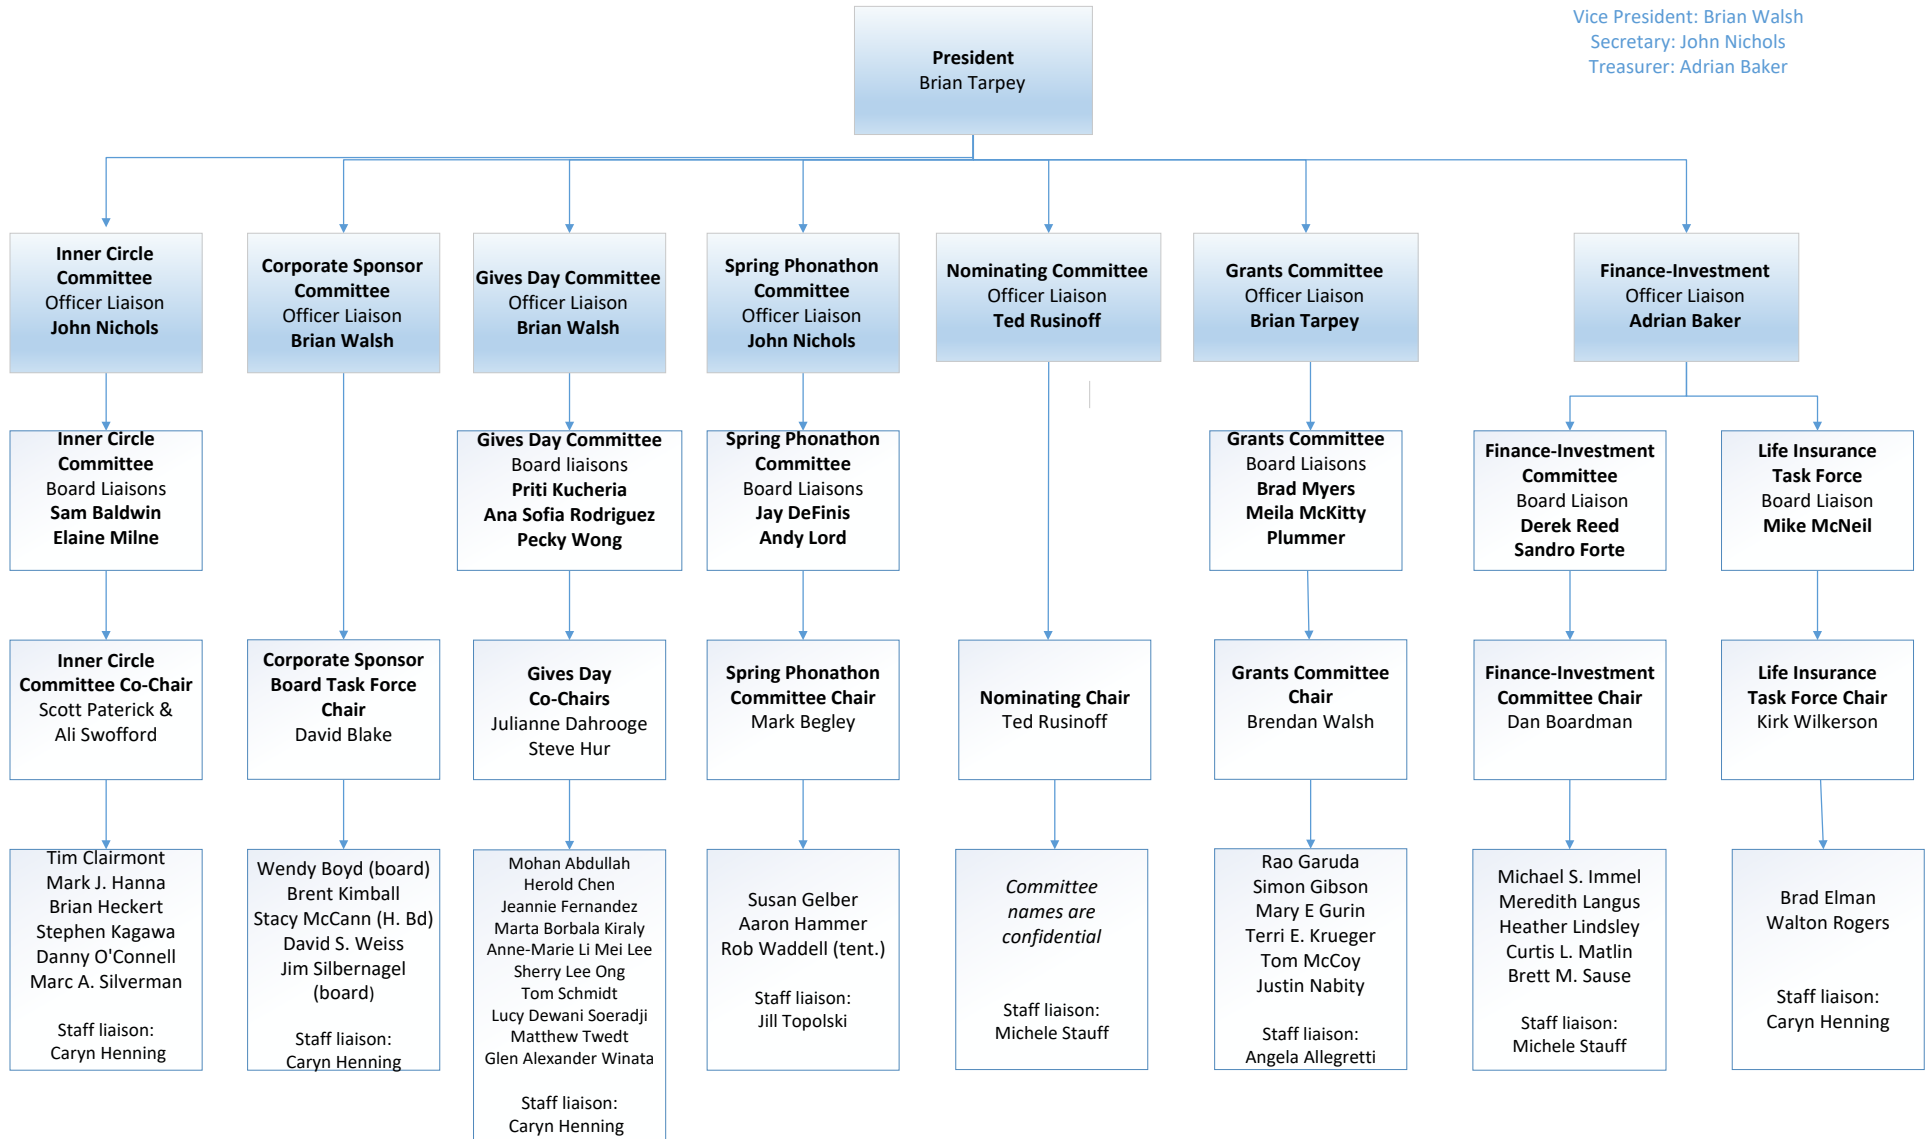 Vice President: Brian Walsh
Secretary: John Nichols
Treasurer: Adrian Baker
President
Brian Tarpey
Inner Circle
Committee
Officer Liaison
John Nichols
Corporate Sponsor
Committee
Officer Liaison
Brian Walsh
Gives Day Committee
Officer Liaison
Brian Walsh
Spring Phonathon
Committee
Officer Liaison
John Nichols
Nominating Committee
Officer Liaison
Ted Rusinoff
Grants Committee
Officer Liaison
Brian Tarpey
Finance-Investment
Officer Liaison
Adrian Baker
Inner Circle
Committee
Board Liaisons
Sam Baldwin
Elaine Milne
Gives Day Committee
Board liaisons
Priti Kucheria
Ana Sofia Rodriguez
Pecky Wong
Spring Phonathon
Committee
Board Liaisons
Jay DeFinis
Andy Lord
Grants Committee
Board Liaisons
Brad Myers
Meila McKitty
Plummer
Finance-Investment
Committee
Board Liaison
Derek Reed
Sandro Forte
Life Insurance
Task Force
Board Liaison
Mike McNeil
Inner Circle
Committee Co-Chair
Scott Paterick &
Ali Swofford
Corporate Sponsor
Board Task Force
Chair
David Blake
Gives Day
Co-Chairs
Julianne Dahrooge
Steve Hur
Spring Phonathon
Committee Chair
Mark Begley
Nominating Chair
Ted Rusinoff
Grants Committee
Chair
Brendan Walsh
Finance-Investment
Committee Chair
Dan Boardman
Life Insurance
Task Force Chair
Kirk Wilkerson
Tim Clairmont
Mark J. Hanna
Brian Heckert
Stephen Kagawa
Danny O'Connell
Marc A. Silverman
Staff liaison:
Caryn Henning
Wendy Boyd (board)
Brent Kimball
Stacy McCann (H. Bd)
David S. Weiss
Jim Silbernagel
(board)
Staff liaison:
Caryn Henning
Mohan Abdullah
Herold Chen
Jeannie Fernandez
Marta Borbala Kiraly
Anne-Marie Li Mei Lee
Sherry Lee Ong
Tom Schmidt
Lucy Dewani Soeradji
Matthew Twedt
Glen Alexander Winata
Staff liaison:
Caryn Henning
Susan Gelber
Aaron Hammer
Rob Waddell (tent.)
Staff liaison:
Jill Topolski
Committee
names are
confidential
Staff liaison:
Michele Stauff
Rao Garuda
Simon Gibson
Mary E Gurin
Terri E. Krueger
Tom McCoy
Justin Nabity
Staff liaison:
Angela Allegretti
Michael S. Immel
Meredith Langus
Heather Lindsley
Curtis L. Matlin
Brett M. Sause
Staff liaison:
Michele Stauff
Brad Elman
Walton Rogers
Staff liaison:
Caryn Henning